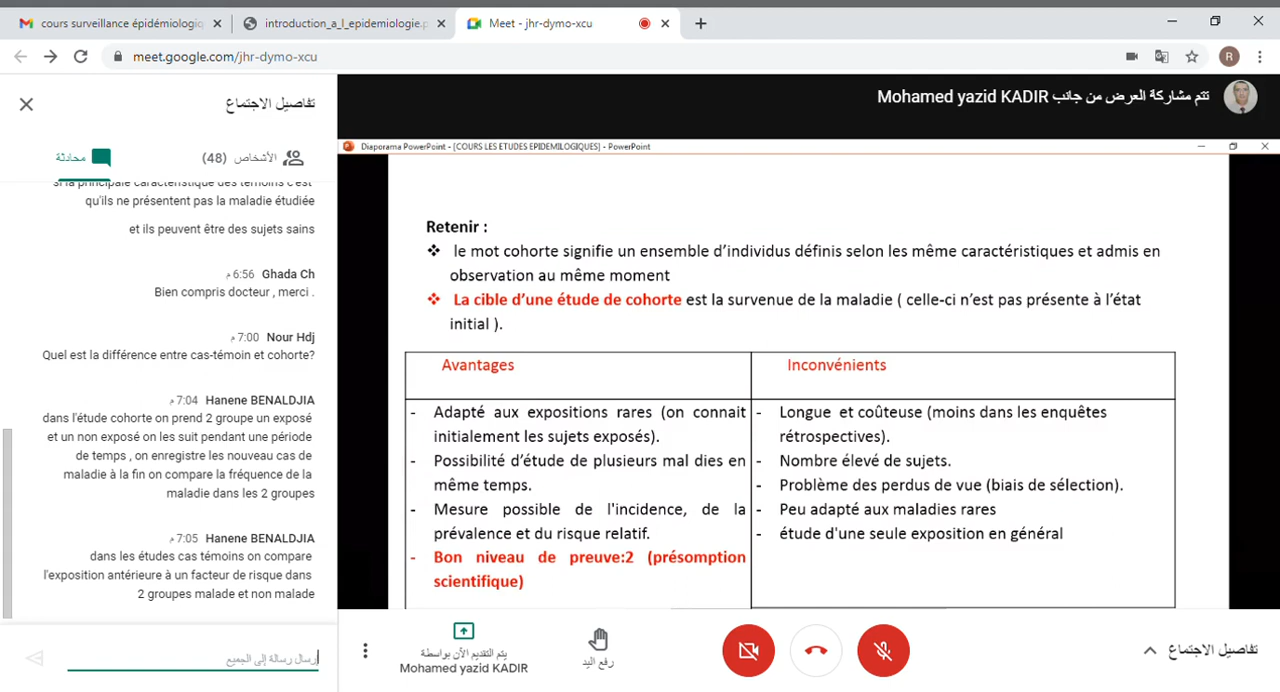 cours surveillance épidémiologiq
introduction_a_l_epidemiologie.p
Meet - jhr-dymo-xcu
meet.google.com/jhr-dymo-xcu
R
تفاصيل الاجتماع
محادثة
الأشخاص (48)
si la principale caractéristique des témoins c'est
qu'ils ne présentent pas la maladie étudiée
et ils peuvent être des sujets sains
Ghada Ch 6:56 م
Bien compris docteur , merci .
Nour Hdj 7:00 م
Quel est la différence entre cas-témoin et cohorte?
Hanene BENALDJIA 7:04 م
dans l'étude cohorte on prend 2 groupe un exposé
et un non exposé on les suit pendant une période
de temps , on enregistre les nouveau cas de
maladie à la fin on compare la fréquence de la
maladie dans les 2 groupes
Hanene BENALDJIA 7:05 م
dans les études cas témoins on compare
l'exposition antérieure à un facteur de risque dans
2 groupes malade et non malade
إرسال رسالة إلى الجميع
تتم مشاركة العرض من جانب Mohamed yazid KADIR
Diaporama PowerPoint - [COURS LES ETUDES EPIDEMILOGIQUES] - PowerPoint
Retenir :
❖ le mot cohorte signifie un ensemble d'individus définis selon les même caractéristiques et admis en
observation au même moment
❖ La cible d'une étude de cohorte est la survenue de la maladie ( celle-ci n'est pas présente à l'état
initial ).
Avantages
- Adapté aux expositions rares (on connait
initialement les sujets exposés).
- Possibilité d'étude de plusieurs mal dies en
même temps.
- Mesure possible de l'incidence, de la
prévalence et du risque relatif.
- Bon niveau de preuve:2 (présomption
scientifique)
Inconvénients
- Longue et coûteuse (moins dans les enquêtes
rétrospectives).
- Nombre élevé de sujets.
- Problème des perdus de vue (biais de sélection).
- Peu adapté aux maladies rares
- étude d'une seule exposition en général
يتم التقديم الآن بواسطة
Mohamed yazid KADIR
رفع اليد
تفاصيل الاجتماع